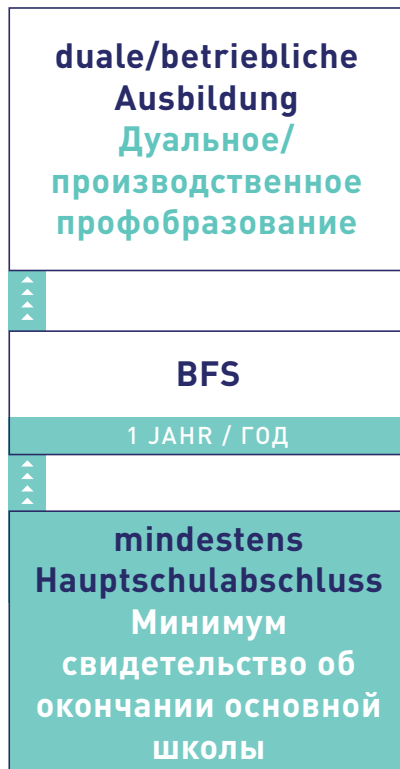 duale/betriebliche
Ausbildung
Дуальное/
производственное
профобразование
BFS
1 JAHR / ГОД
mindestens
Hauptschulabschluss
Минимум
свидетельство об
окончании основной
школы